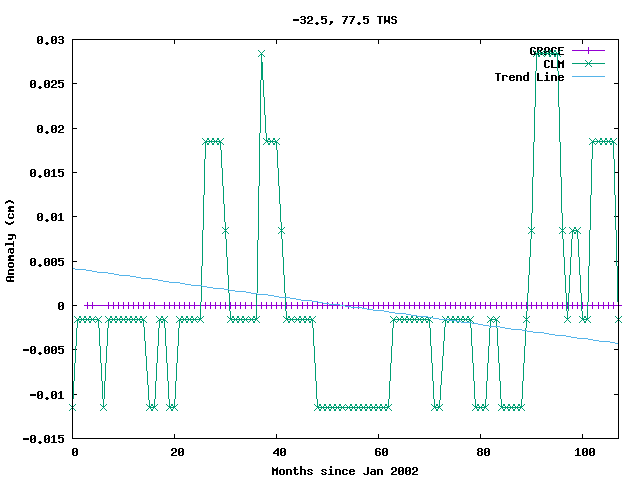 -32.5, 77.5 TWS
GRACE
CLM
Trend Line
0.03
0.025
0.02
0.015
0.01
0.005
0
-0.005
-0.01
-0.015
Anomaly (cm)
0 20 40 60 80 100
Months since Jan 2002